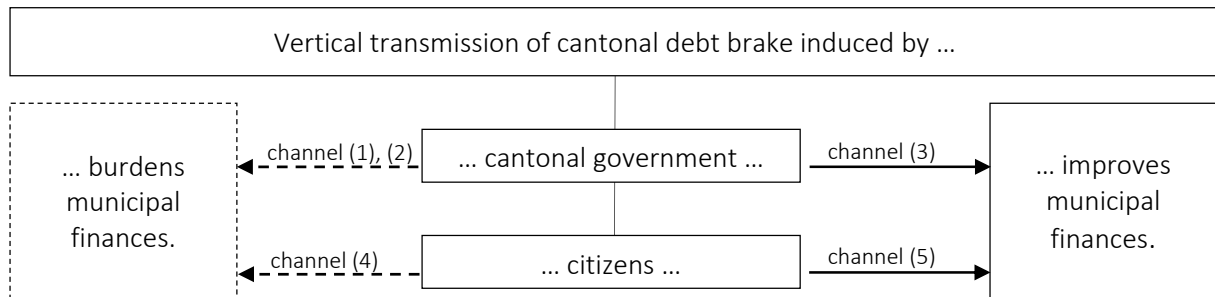 Vertical transmission of cantonal debt brake induced by …
… burdens
municipal
finances.
channel (1), (2)
… cantonal government …
channel (3)
… improves
municipal
finances.
channel (4)
… citizens …
channel (5)